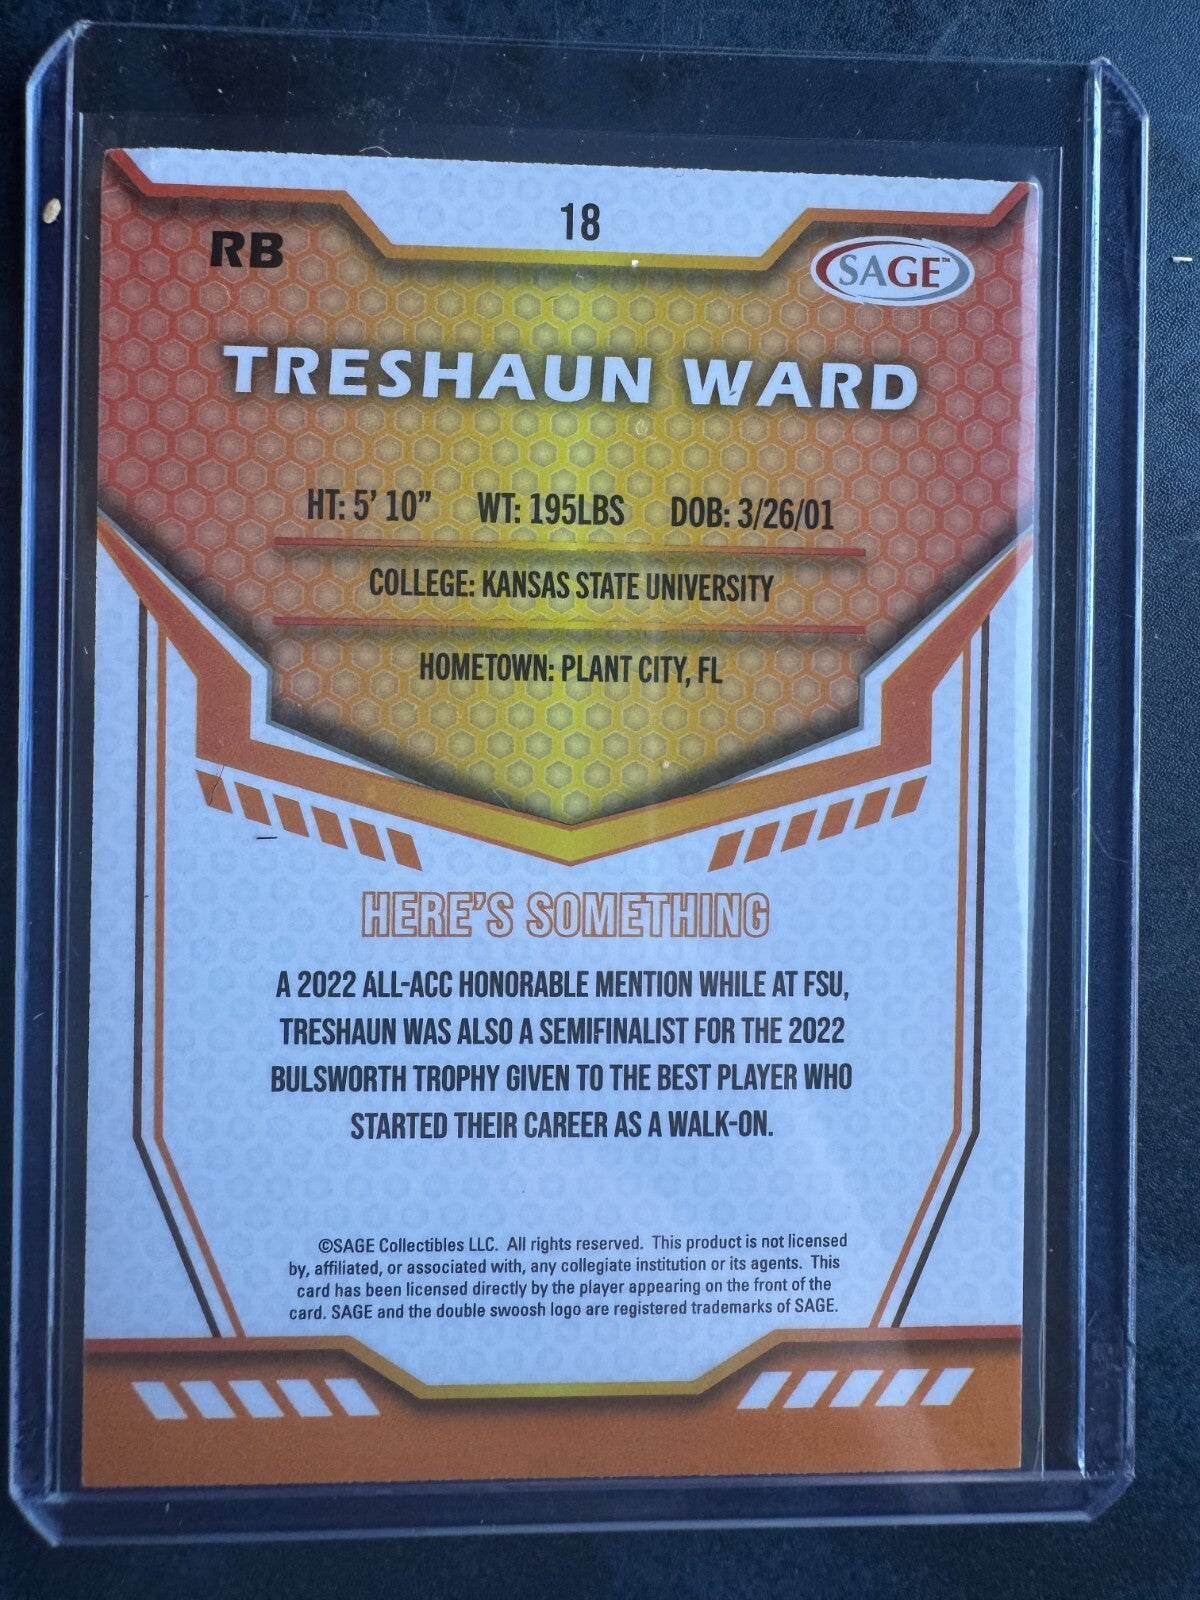 18
RB
SAGE™
TRESHAUN WARD
HT: 5' 10” WT: 195LBS DOB: 3/26/01
COLLEGE: KANSAS STATE UNIVERSITY
HOMETOWN: PLANT CITY, FL
HERE'S SOMETHING
A 2022 ALL-ACC HONORABLE MENTION WHILE AT FSU,
TRESHAUN WAS ALSO A SEMIFINALIST FOR THE 2022
BULSWORTH TROPHY GIVEN TO THE BEST PLAYER WHO
STARTED THEIR CAREER AS A WALK-ON.
©SAGE Collectibles LLC. All rights reserved. This product is not licensed
by, affiliated, or associated with, any collegiate institution or its agents. This
card has been licensed directly by the player appearing on the front of the
card. SAGE and the double swoosh logo are registered trademarks of SAGE.